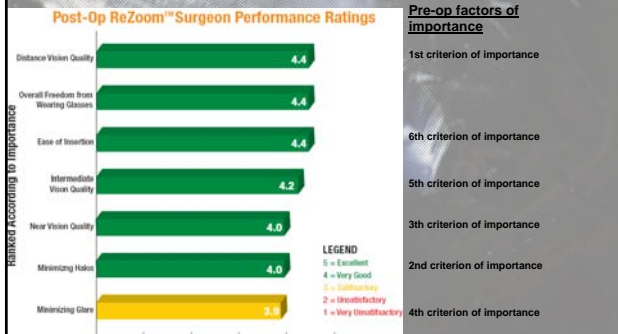 Post-Op ReZoom™ Surgeon Performance Ratings
Pre-op factors of
importance
Ranked According to Importance
Distance Vision Quality
4.4
1st criterion of importance
Overall Freedom from
Wearing Glasses
4.4
Ease of Insertion
4.4
6th criterion of importance
Intermediate
Vison Quality
4.2
5th criterion of importance
Near Vision Quality
4.0
3th criterion of importance
Minimizng Halos
4.0
2nd criterion of importance
Minimizing Glare
3.9
4th criterion of importance
LEGEND
5 = Excellent
4 = Very Good
3 = Satisfactory
2 = Unsatisfactory
1 = Very Unsatisfactory